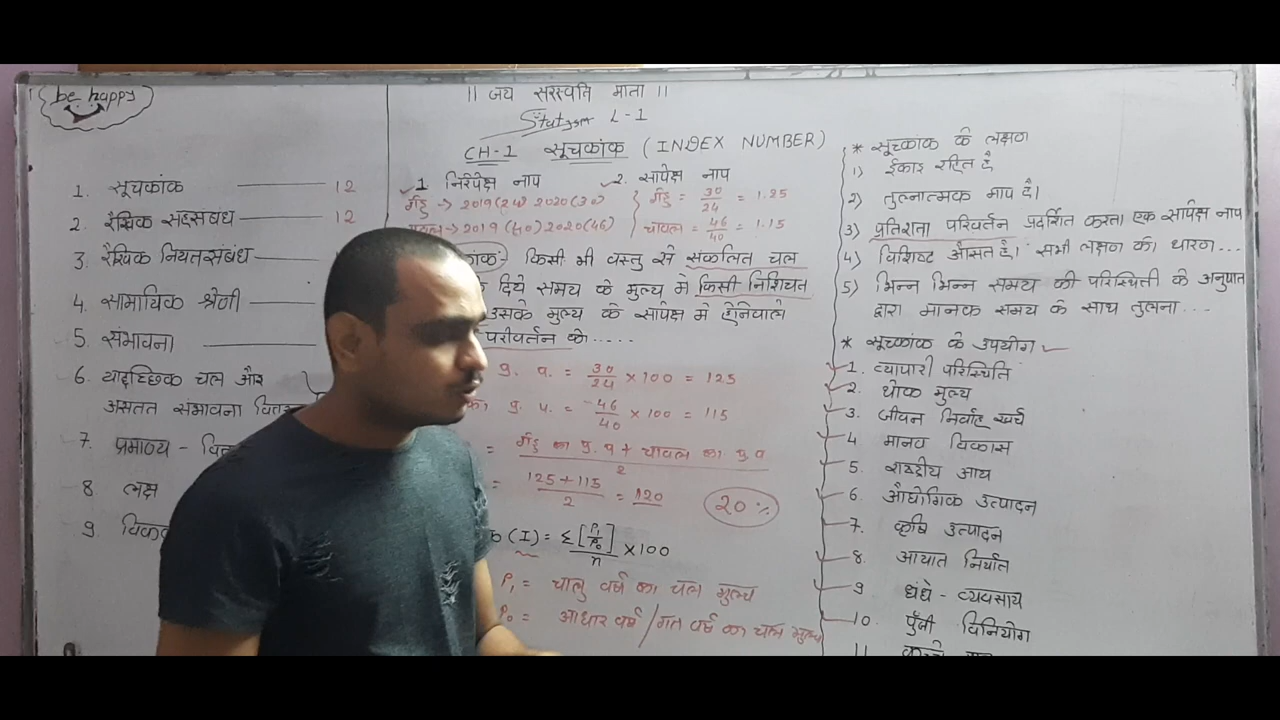 be happy
|| जय सरस्वति माता ||
L-1
CH-1 सूचकांक (INDEX NUMBER)
1. सूचकांक 12
2. रैखिक सहसंबंध 12
3. रैखिक नियतसंबंध
4. सामायिक श्रेणी
5. संभावना
6. यादृच्छिक चल और
असतत संभावना
7. प्रमाण्य -
8. लक्ष
9.
1. निरपेक्ष नाप 2. सापेक्ष नाप
गेहु → 2019(24) 2020(30) गेहु = 30/24 = 1.25
→ 2019(40) 2020(46) चावल = 46/40 = 1.15
किसी भी वस्तु से संकलित चल
दिये समय के मुल्य मे किसी निश्चित
उसके मुल्य के सापेक्ष मे होनेवाले
परीवर्तन को.....
= 30/24 × 100 = 125
= 46/40 × 100 = 115
= गेहु का + चावल का / 2
= 125+115 / 2 = 120 20%
(I) = Σ[P₁/P₀] / n × 100
P₁ = चालु वर्ष का चल मुल्य
P₀ = आधार वर्ष / गत वर्ष का चल मुल्य
* सूचकांक के लक्षण
1) ईकाइ रहित है
2) तुलनात्मक माप है।
3) प्रतिशता परिवर्तन प्रदर्शित करता एक सापेक्ष नाप
4) विशिष्ट औसत है। सभी लक्षण को धारण...
5) भिन्न भिन्न समय की परिस्थिती के अनुपात
द्वारा मानक समय के साथ तुलना...
* सूचकांक के उपयोग
1. व्यापारी परिस्थिति
2. थोक मुल्य
3. जीवन निर्वाह खर्च
4 मानव विकास
5. राष्ट्रीय आय
6. औद्योगिक उत्पादन
7. कृषि उत्पादन
8. आयात निर्यात
9 धंधे - व्यवसाय
10. पुँजी विनियोग
11